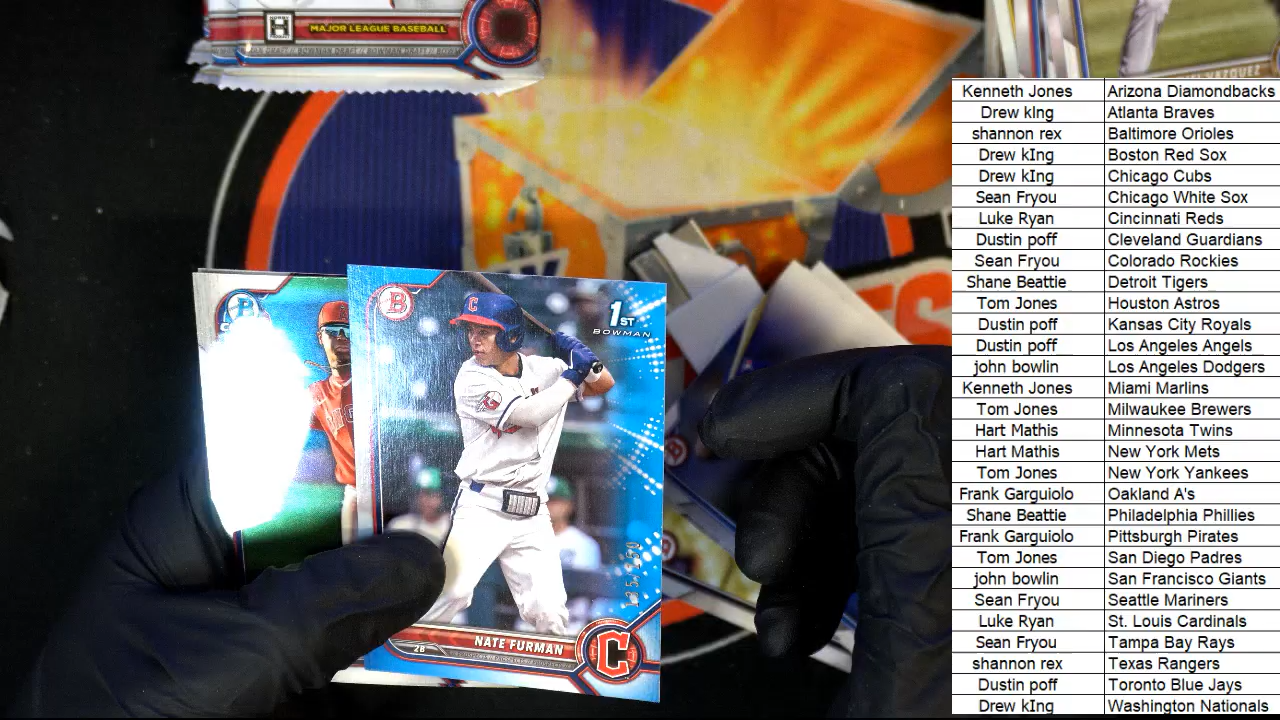 H
MAJOR LEAGUE BASEBALL
BOWMAN DRAFT // BOWMAN DRAFT //
VAZQUEZ
B
1ST
BOWMAN
C
NATE FURMAN
2B
C
Kenneth Jones Arizona Diamondbacks
Drew kIng Atlanta Braves
shannon rex Baltimore Orioles
Drew kIng Boston Red Sox
Drew kIng Chicago Cubs
Sean Fryou Chicago White Sox
Luke Ryan Cincinnati Reds
Dustin poff Cleveland Guardians
Sean Fryou Colorado Rockies
Shane Beattie Detroit Tigers
Tom Jones Houston Astros
Dustin poff Kansas City Royals
Dustin poff Los Angeles Angels
john bowlin Los Angeles Dodgers
Kenneth Jones Miami Marlins
Tom Jones Milwaukee Brewers
Hart Mathis Minnesota Twins
Hart Mathis New York Mets
Tom Jones New York Yankees
Frank Garguiolo Oakland A's
Shane Beattie Philadelphia Phillies
Frank Garguiolo Pittsburgh Pirates
Tom Jones San Diego Padres
john bowlin San Francisco Giants
Sean Fryou Seattle Mariners
Luke Ryan St. Louis Cardinals
Sean Fryou Tampa Bay Rays
shannon rex Texas Rangers
Dustin poff Toronto Blue Jays
Drew kIng Washington Nationals